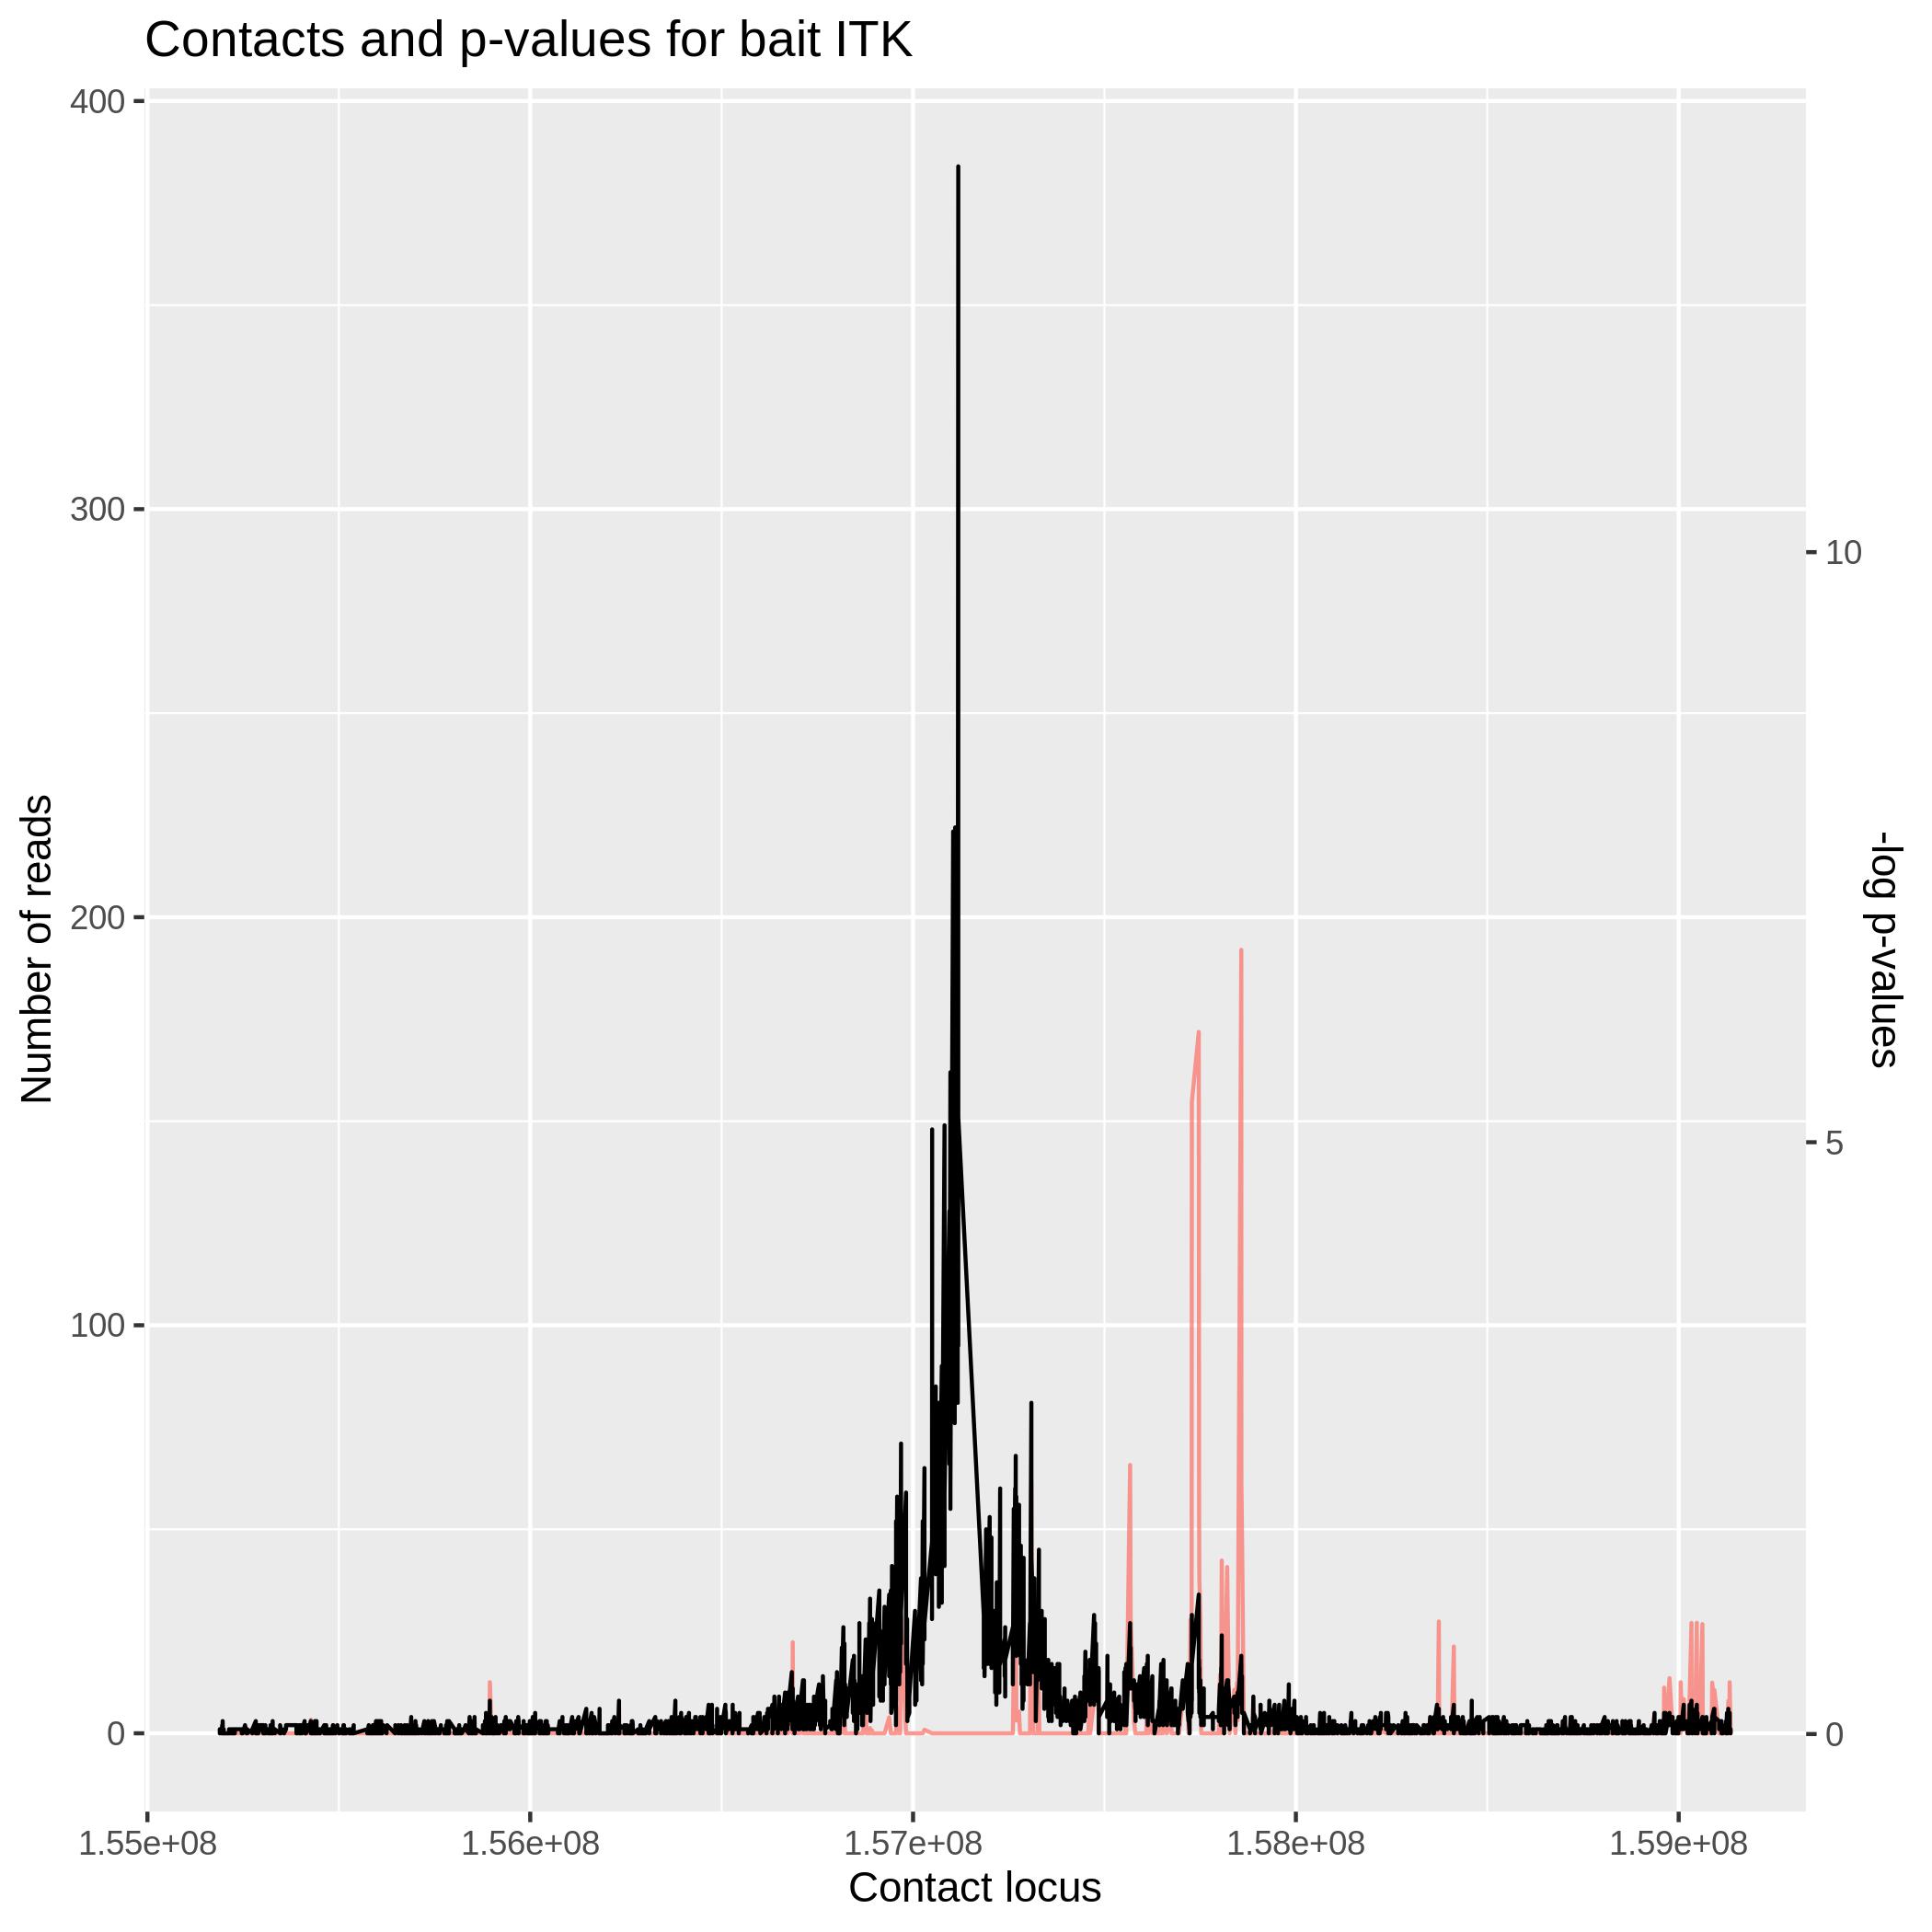 Contacts and p-values for bait ITK
400
300
200
100
0
Number of reads
10
5
0
-log p-values
1.55e+08
1.56e+08
1.57e+08
1.58e+08
1.59e+08
Contact locus